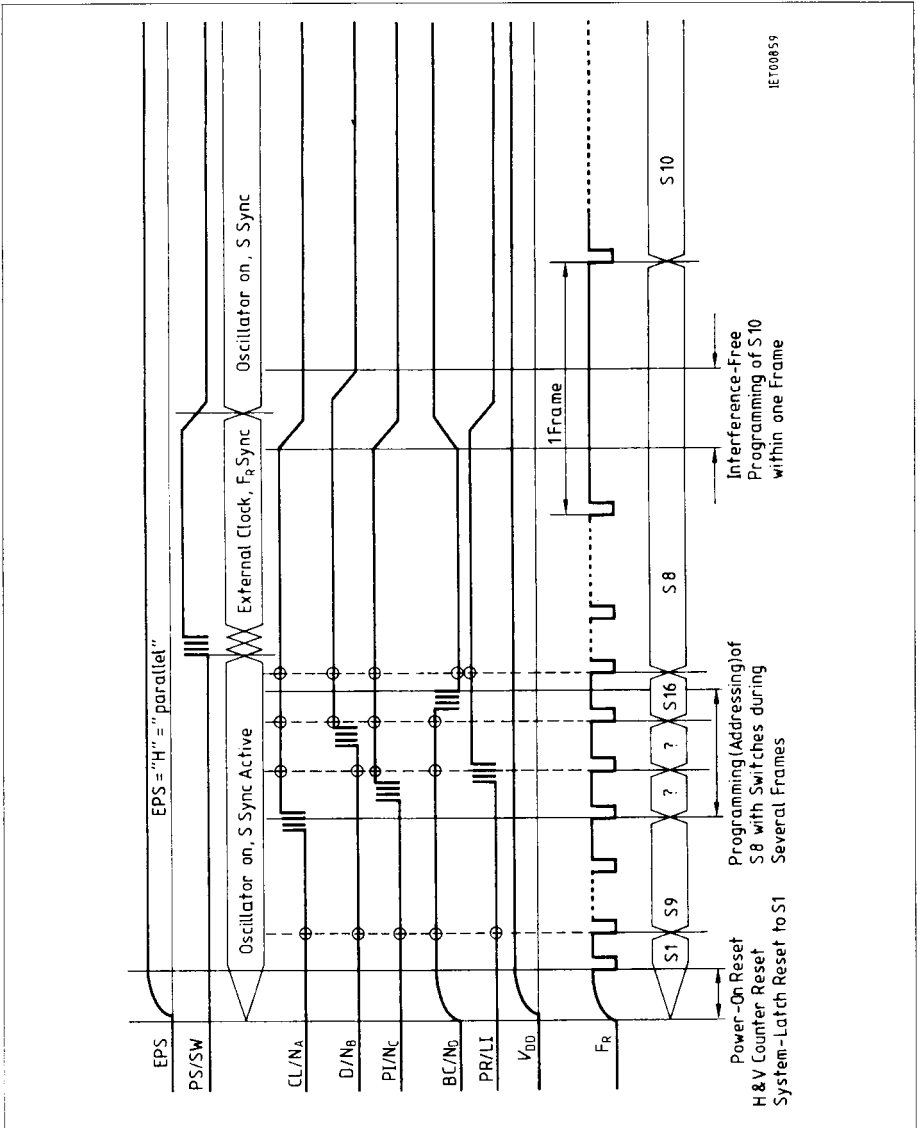 EPS
EPS = "H" = "parallel"
PS/SW
Oscillator on, S Sync Active
External Clock, FR Sync
Oscillator on, S Sync
CL/NA
D/NB
PI/NC
BC/ND
PR/LI
VDD
FR
1 Frame
S1
S9
?
?
S16
S8
S10
Power-On Reset
H & V Counter Reset
System-Latch Reset to S1
Programming (Addressing) of
S8 with Switches during
Several Frames
Interference-Free
Programming of S10
within one Frame
IET00859